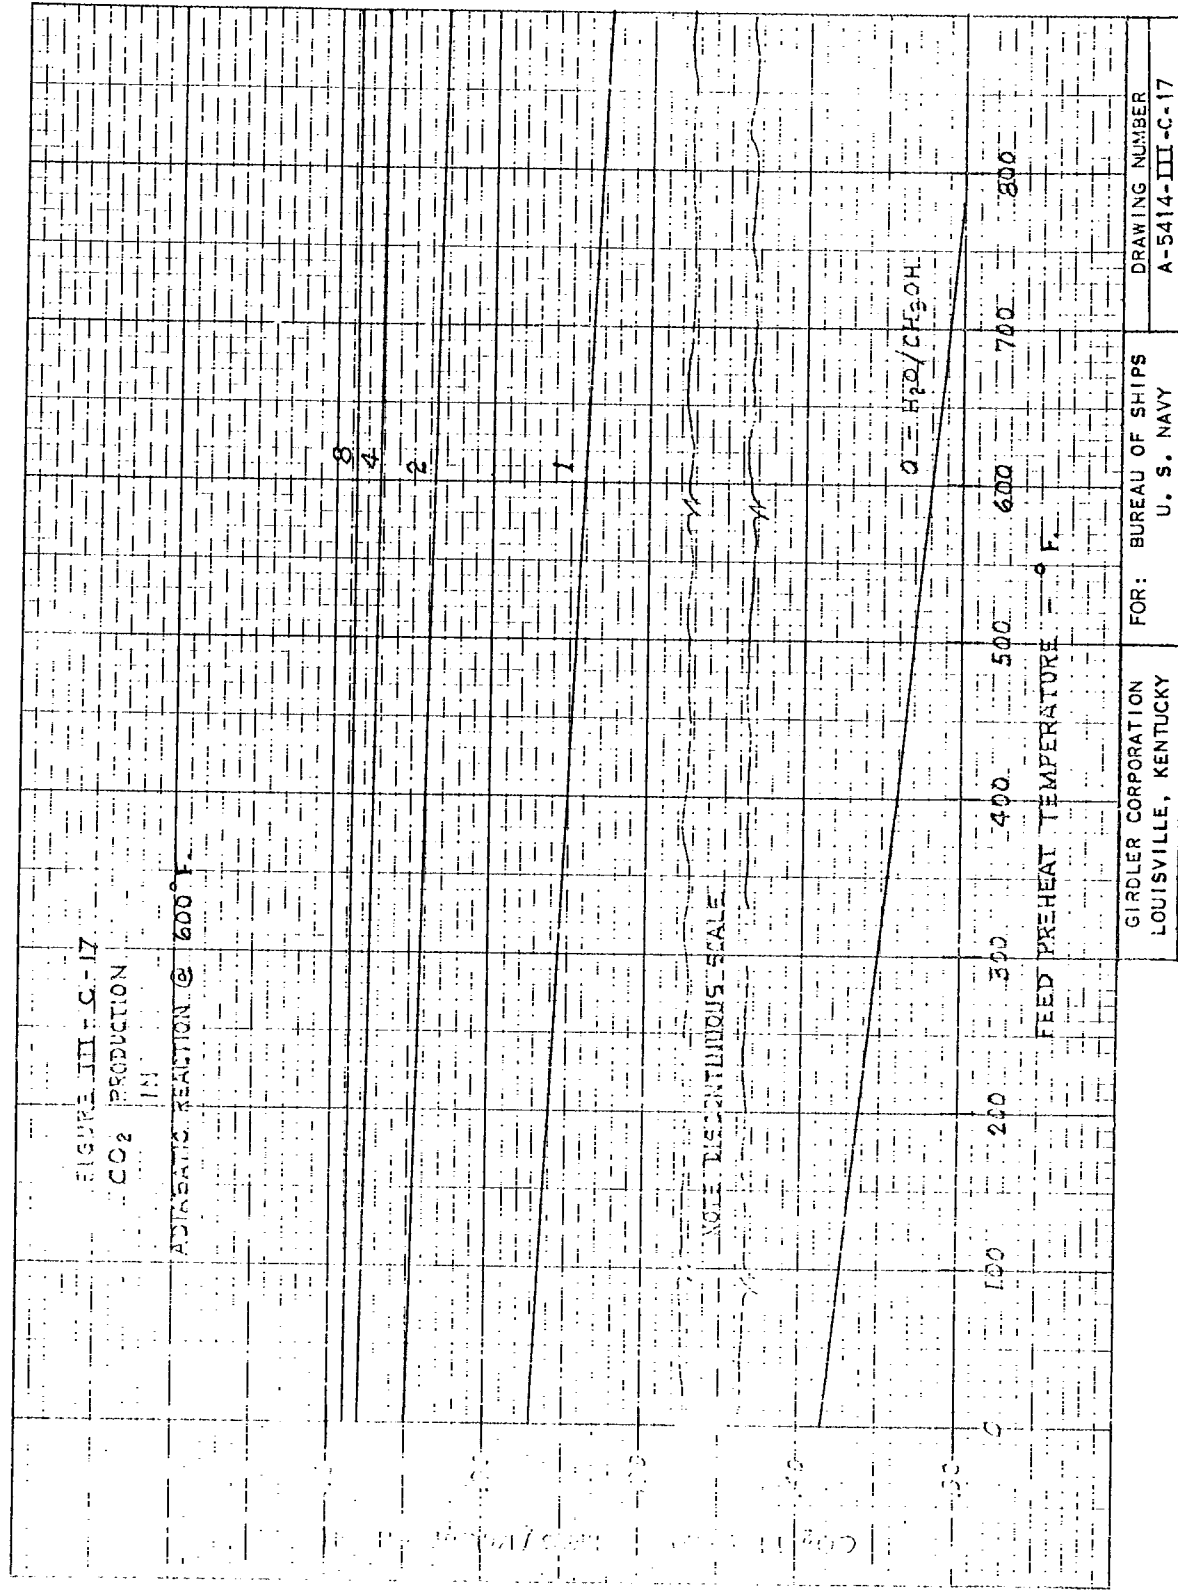 FIGURE III-C-17
CO2 PRODUCTION
IN
ADIABATIC REACTION @ 600°F.
8
4
2
1
NOTE DISCONTINUOUS SCALE
0 - H2O/CH3OH
0 100 200 300 400 500 600 700 800
FEED PREHEAT TEMPERATURE - °F.
GIRDLER CORPORATION
LOUISVILLE, KENTUCKY
FOR: BUREAU OF SHIPS
U. S. NAVY
DRAWING NUMBER
A-5414-III-C-17